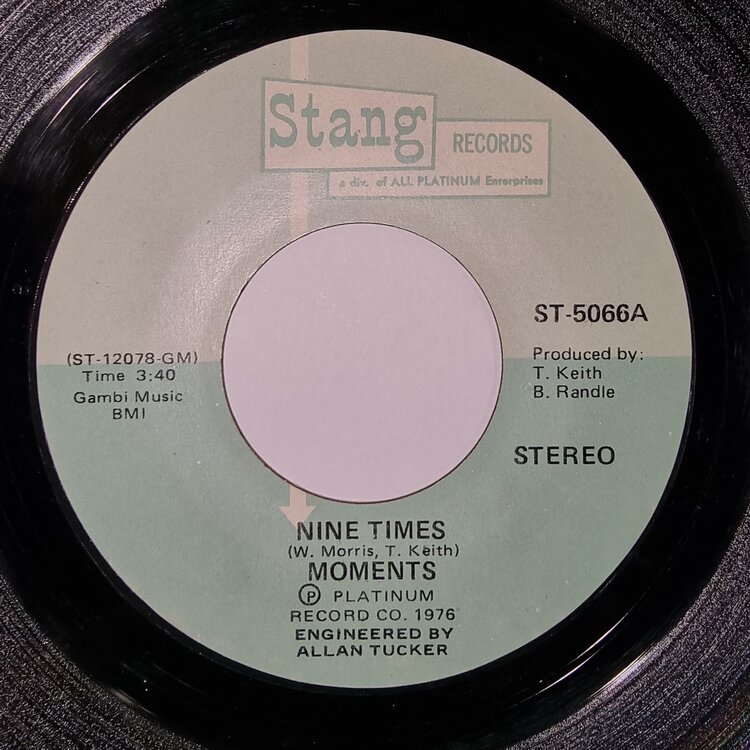 Stang
RECORDS
a div. of ALL PLATINUM Enterprises
ST-5066A
(ST-12078-GM)
Time 3:40
Gambi Music
BMI
Produced by:
T. Keith
B. Randle
STEREO
NINE TIMES
(W. Morris, T. Keith)
MOMENTS
Ⓟ PLATINUM
RECORD CO. 1976
ENGINEERED BY
ALLAN TUCKER